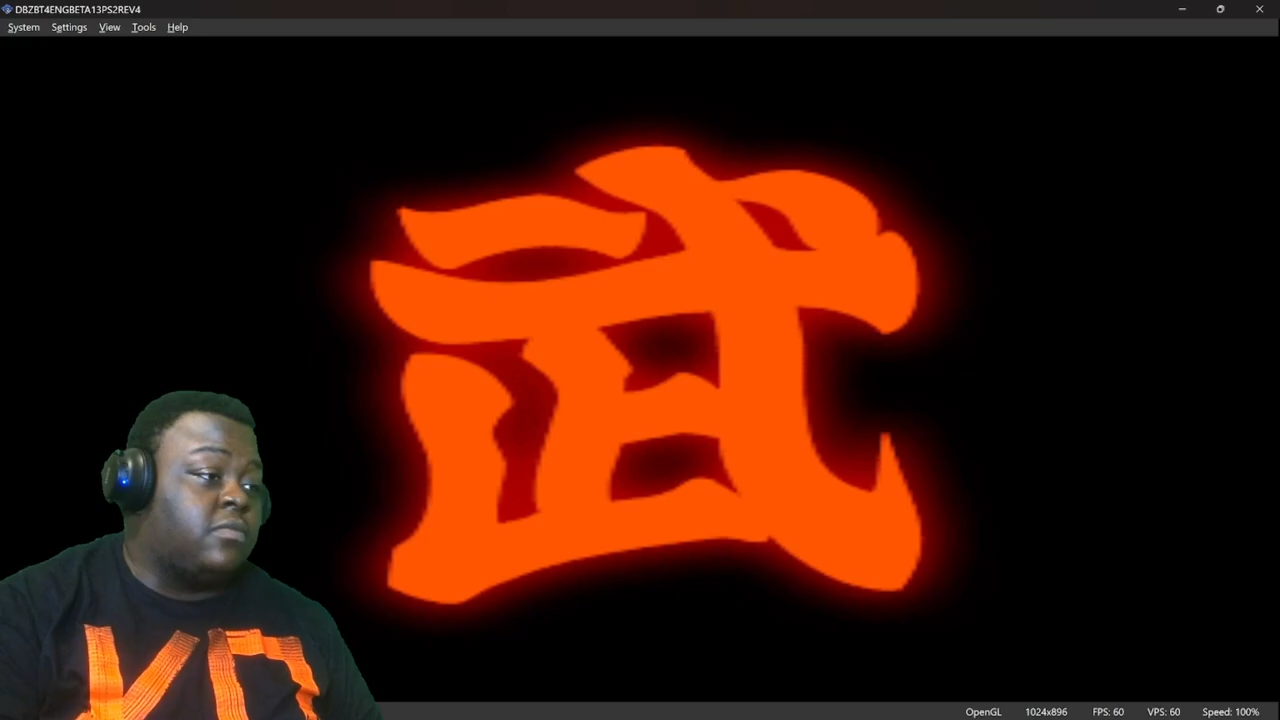 DBZBT4ENGBETA13PS2REV4
System Settings View Tools Help
武
OpenGL 1024x896 FPS: 60 VPS: 60 Speed: 100%